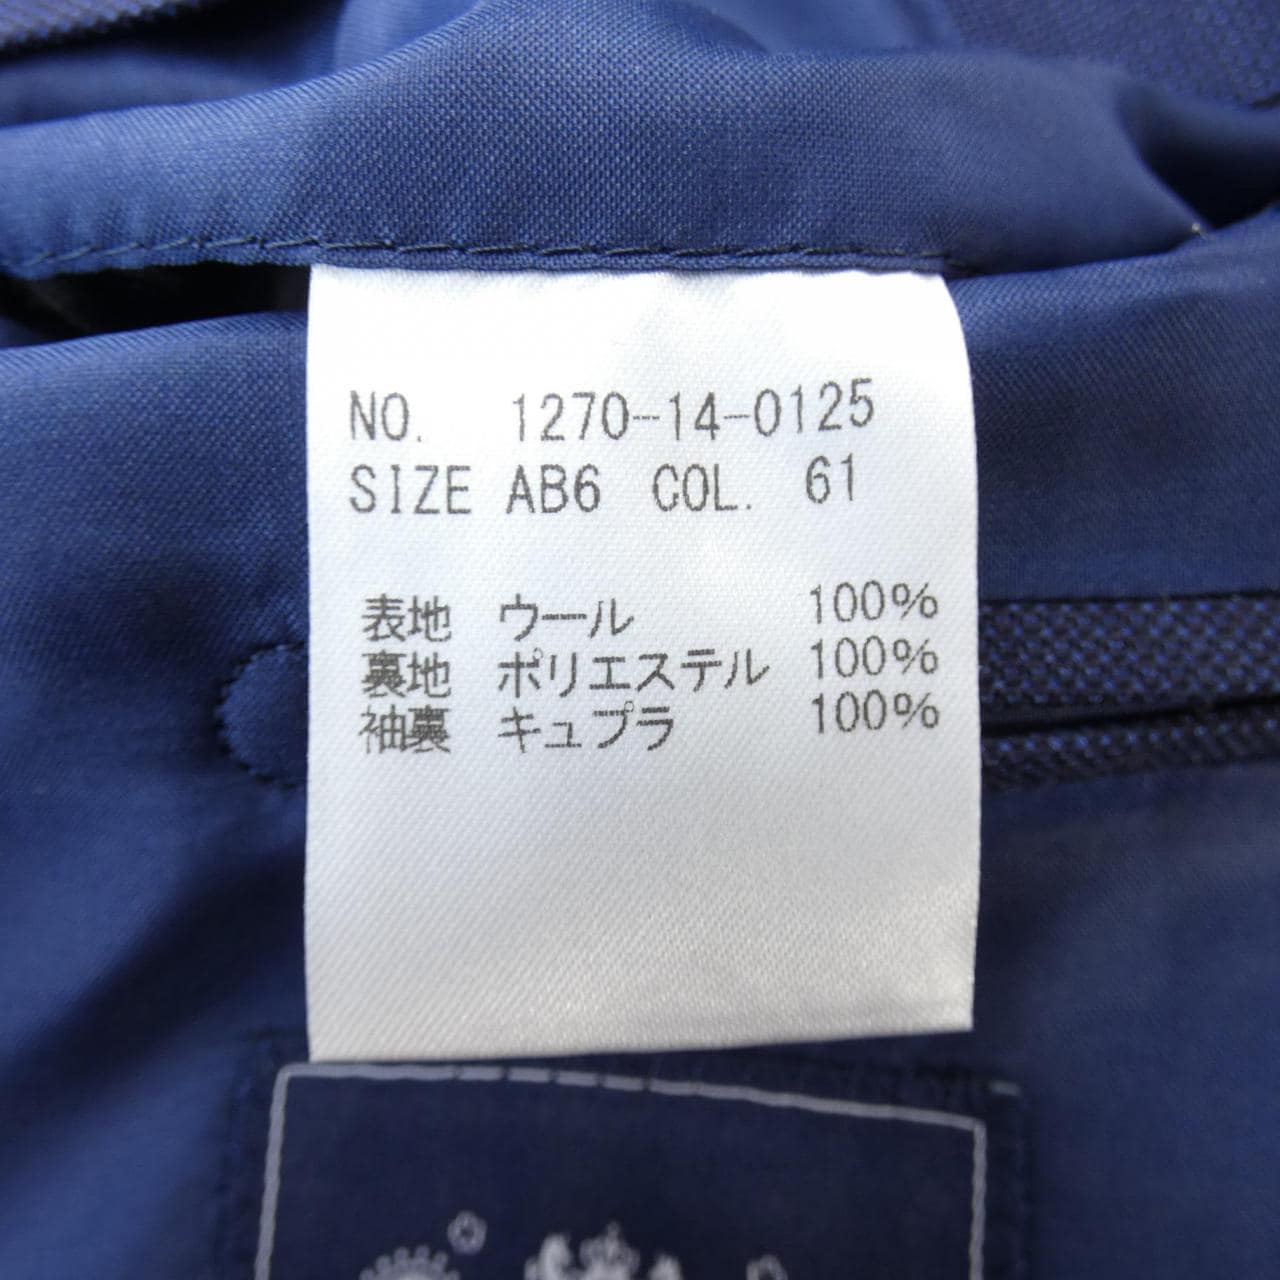 NO. 1270-14-0125
SIZE AB6 COL. 61
表地 ウール 100%
裏地 ポリエステル 100%
袖裏 キュプラ 100%